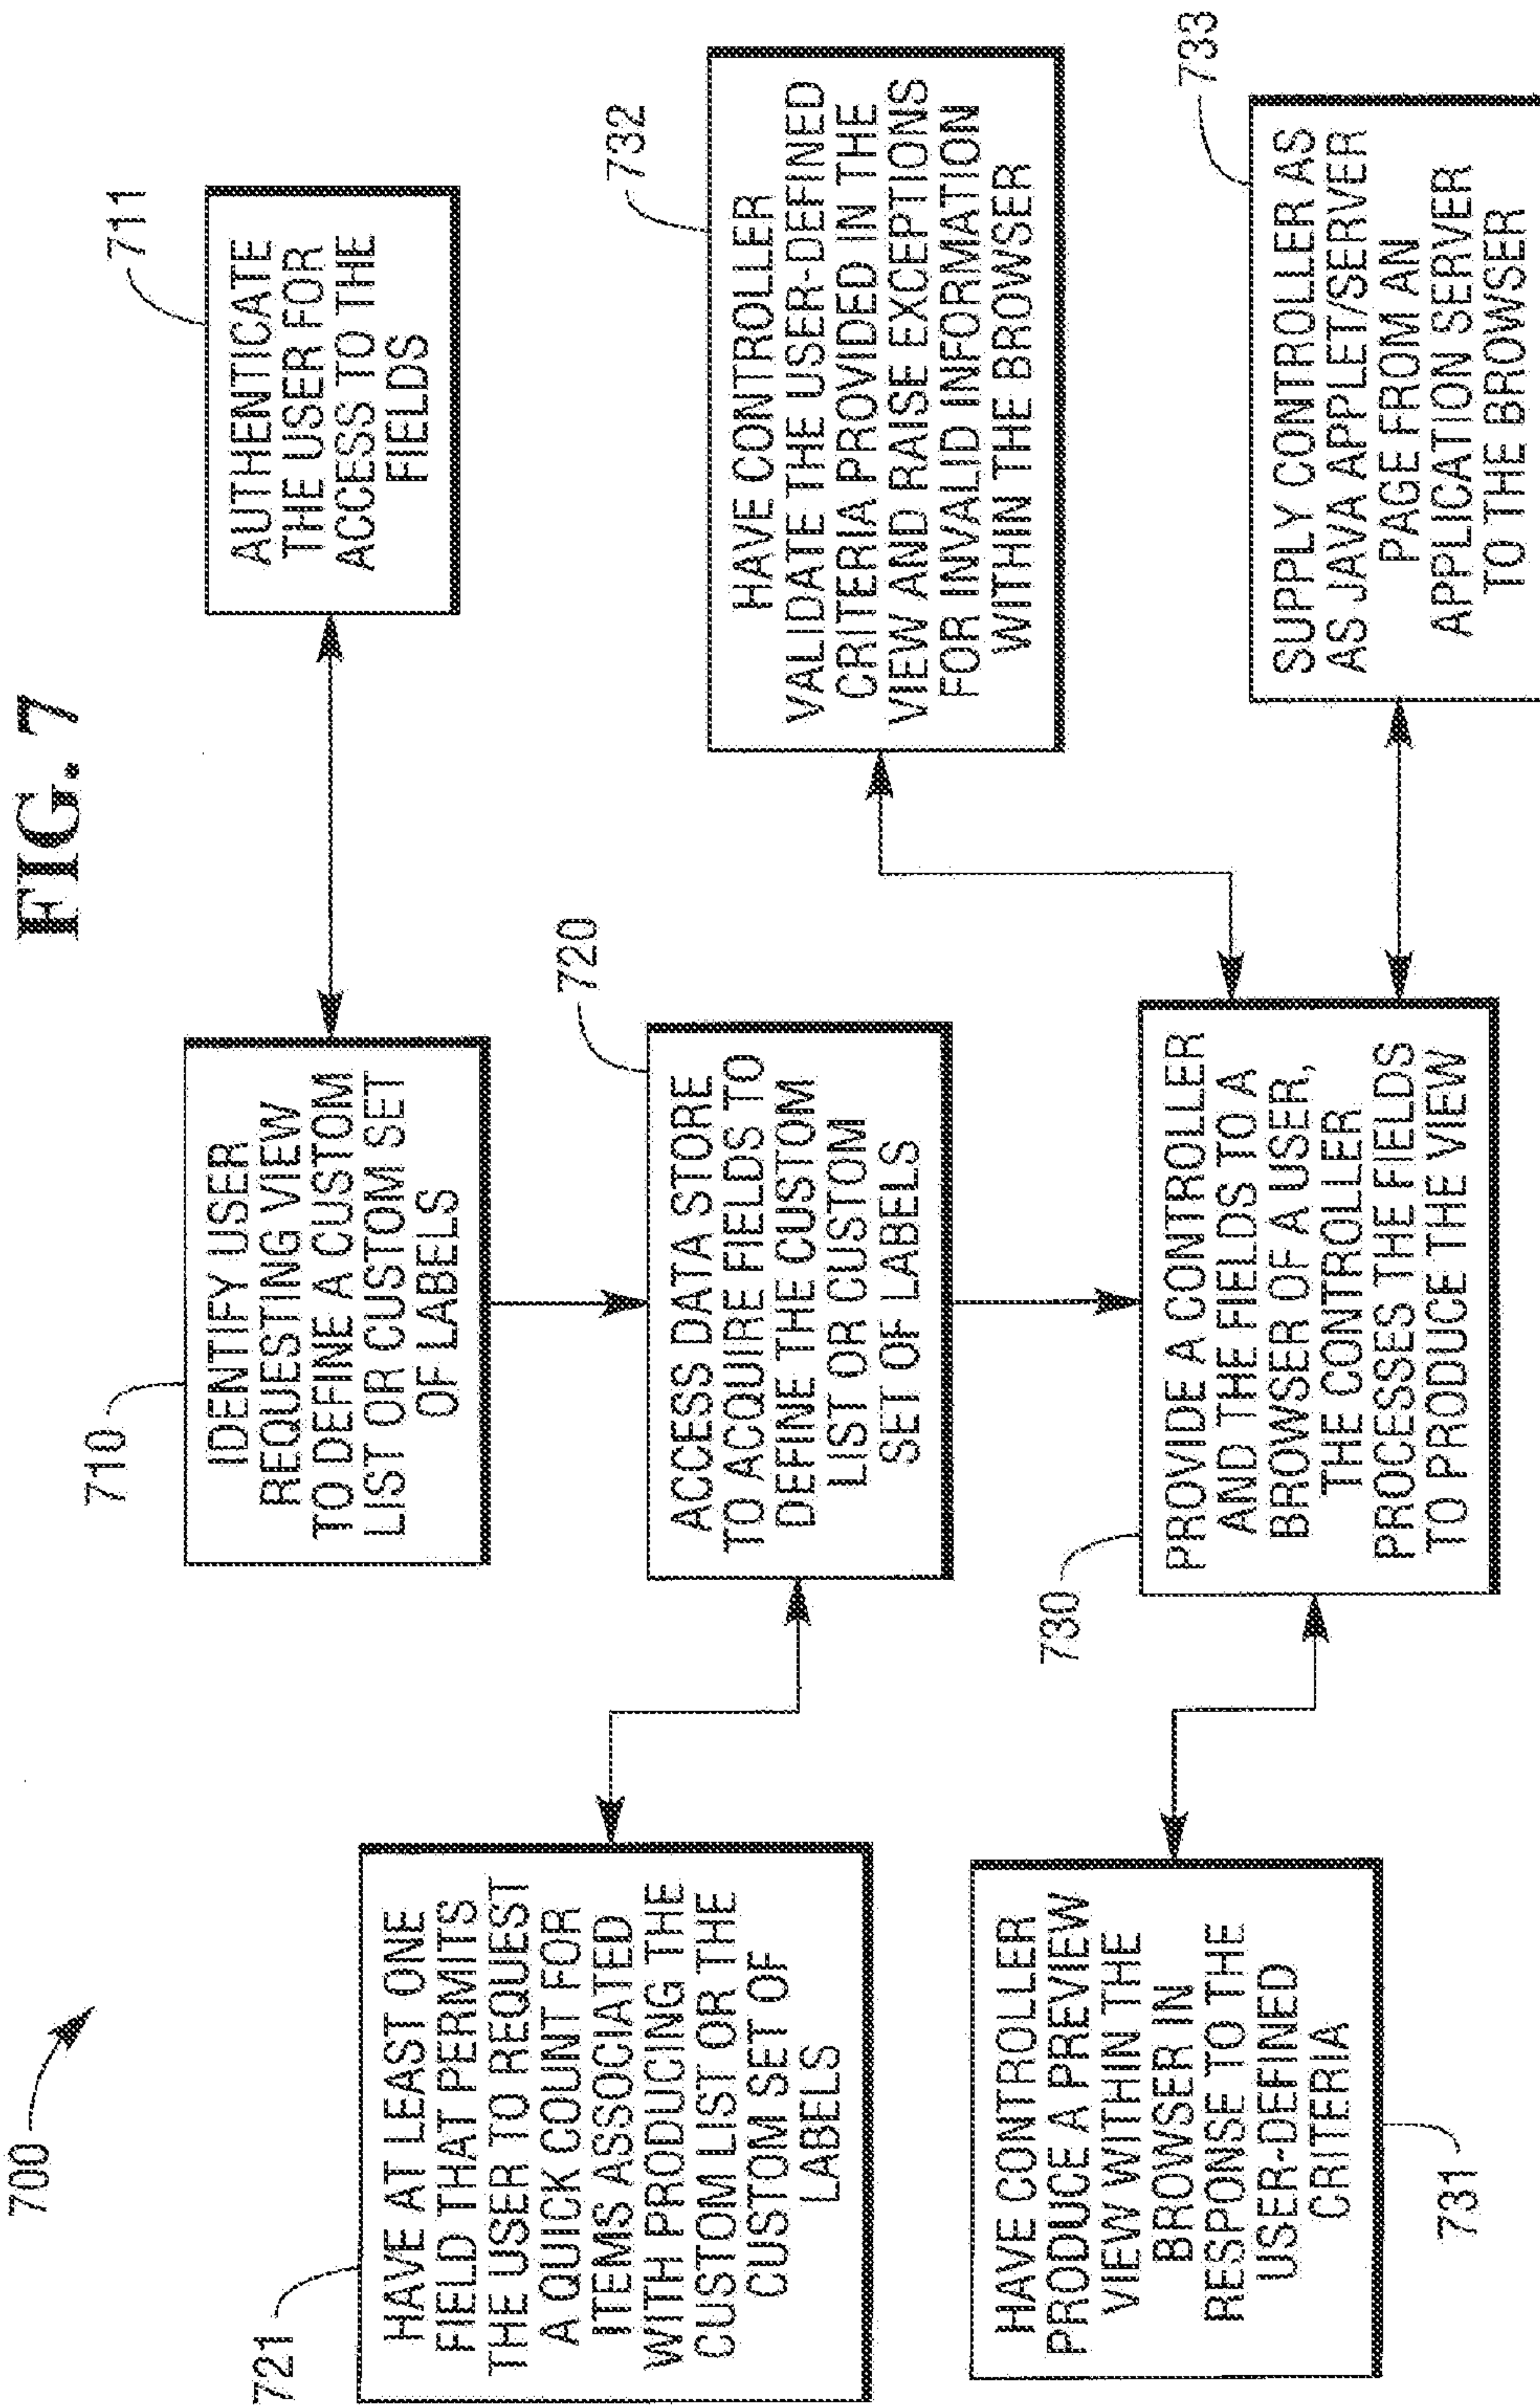 FIG. 7
700
710
IDENTIFY USER
REQUESTING VIEW
TO DEFINE A CUSTOM
LIST OR CUSTOM SET
OF LABELS
711
AUTHENTICATE
THE USER FOR
ACCESS TO THE
FIELDS
721
HAVE AT LEAST ONE
FIELD THAT PERMITS
THE USER TO REQUEST
A QUICK COUNT FOR
ITEMS ASSOCIATED
WITH PRODUCING THE
CUSTOM LIST OR THE
CUSTOM SET OF
LABELS
720
ACCESS DATA STORE
TO ACQUIRE FIELDS TO
DEFINE THE CUSTOM
LIST OR CUSTOM
SET OF LABELS
732
HAVE CONTROLLER
VALIDATE THE USER-DEFINED
CRITERIA PROVIDED IN THE
VIEW AND RAISE EXCEPTIONS
FOR INVALID INFORMATION
WITHIN THE BROWSER
731
HAVE CONTROLLER
PRODUCE A PREVIEW
VIEW WITHIN THE
BROWSER IN
RESPONSE TO THE
USER-DEFINED
CRITERIA
730
PROVIDE A CONTROLLER
AND THE FIELDS TO A
BROWSER OF A USER,
THE CONTROLLER
PROCESSES THE FIELDS
TO PRODUCE THE VIEW
733
SUPPLY CONTROLLER AS
AS JAVA APPLET/SERVER
PAGE FROM AN
APPLICATION SERVER
TO THE BROWSER